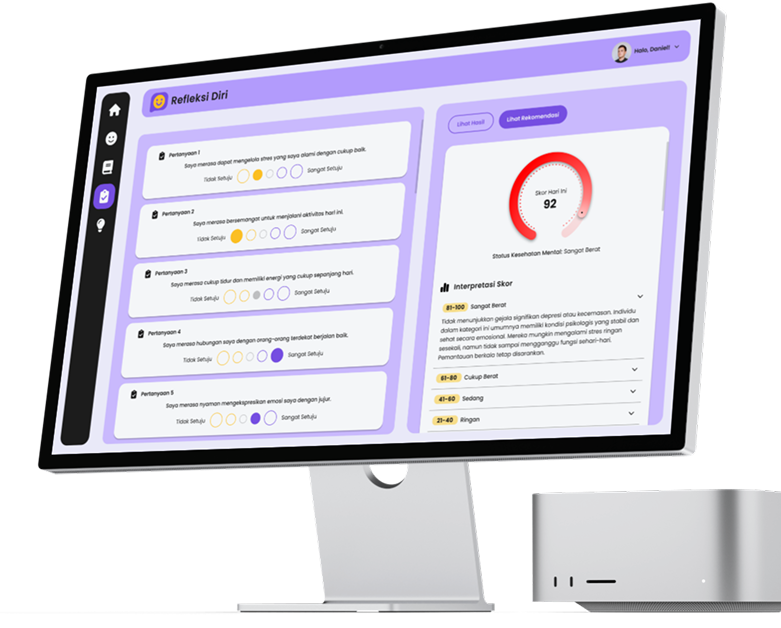 Halo, Daniel!
Refleksi Diri
Pertanyaan 1
Saya merasa dapat mengelola stres yang saya alami dengan cukup baik.
Tidak Setuju Sangat Setuju
Pertanyaan 2
Saya merasa bersemangat untuk menjalani aktivitas hari ini.
Tidak Setuju Sangat Setuju
Pertanyaan 3
Saya merasa cukup tidur dan memiliki energi yang cukup sepanjang hari.
Tidak Setuju Sangat Setuju
Pertanyaan 4
Saya merasa hubungan saya dengan orang-orang terdekat berjalan baik.
Tidak Setuju Sangat Setuju
Pertanyaan 5
Saya merasa nyaman mengekspresikan emosi saya dengan jujur.
Tidak Setuju Sangat Setuju
Lihat Hasil Lihat Rekomendasi
Skor Hari Ini
92
Status Kesehatan Mental: Sangat Berat
Interpretasi Skor
81-100 Sangat Berat
Tidak menunjukkan gejala signifikan depresi atau kecemasan. Individu
dalam kategori ini umumnya memiliki kondisi psikologis yang stabil dan
sehat secara emosional. Mereka mungkin mengalami stres ringan
sesekali, namun tidak sampai mengganggu fungsi sehari-hari.
Pemantauan berkala tetap disarankan.
61-80 Cukup Berat
41-60 Sedang
21-40 Ringan